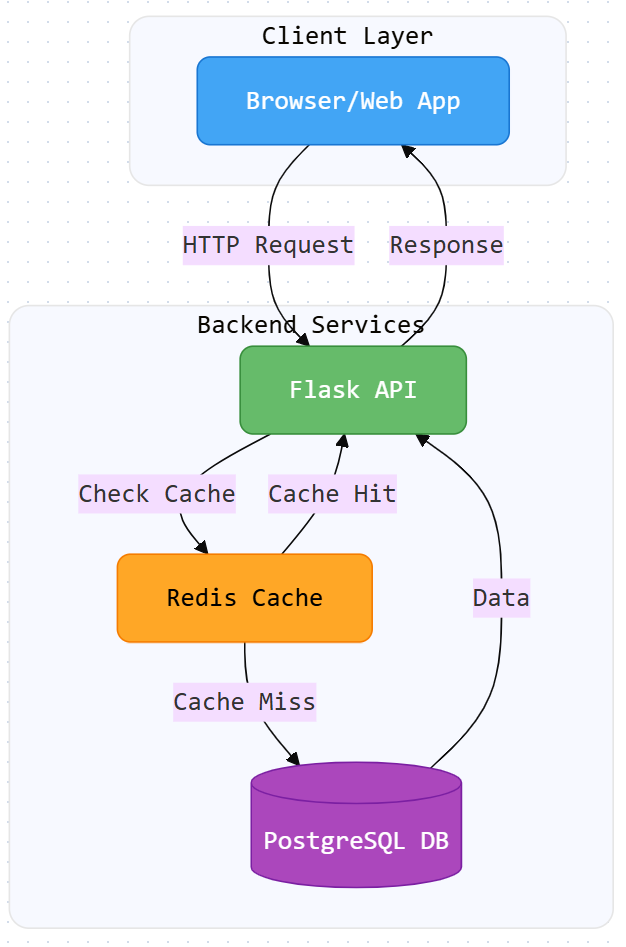 Client Layer
Browser/Web App
HTTP Request
Response
Backend Services
Flask API
Check Cache
Cache Hit
Redis Cache
Data
Cache Miss
PostgreSQL DB